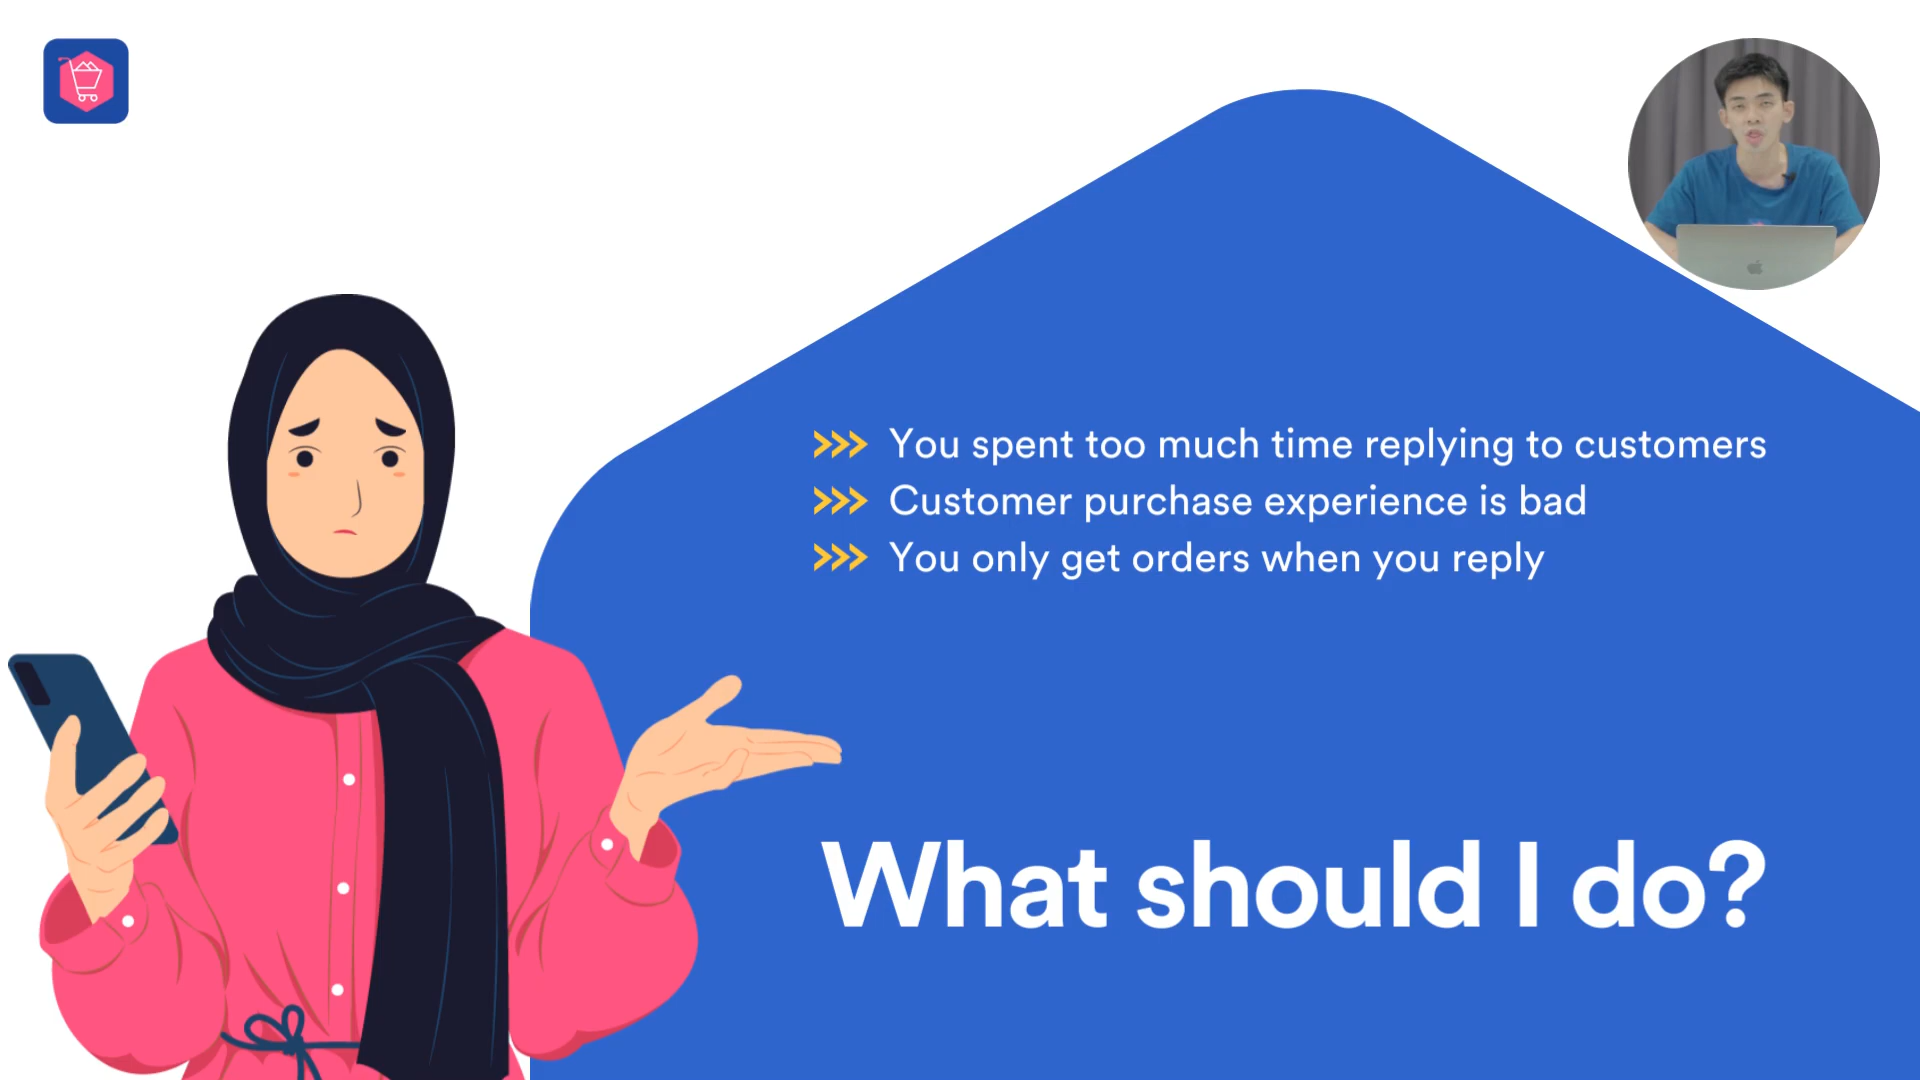 You spent too much time replying to customers
Customer purchase experience is bad
You only get orders when you reply
What should I do?